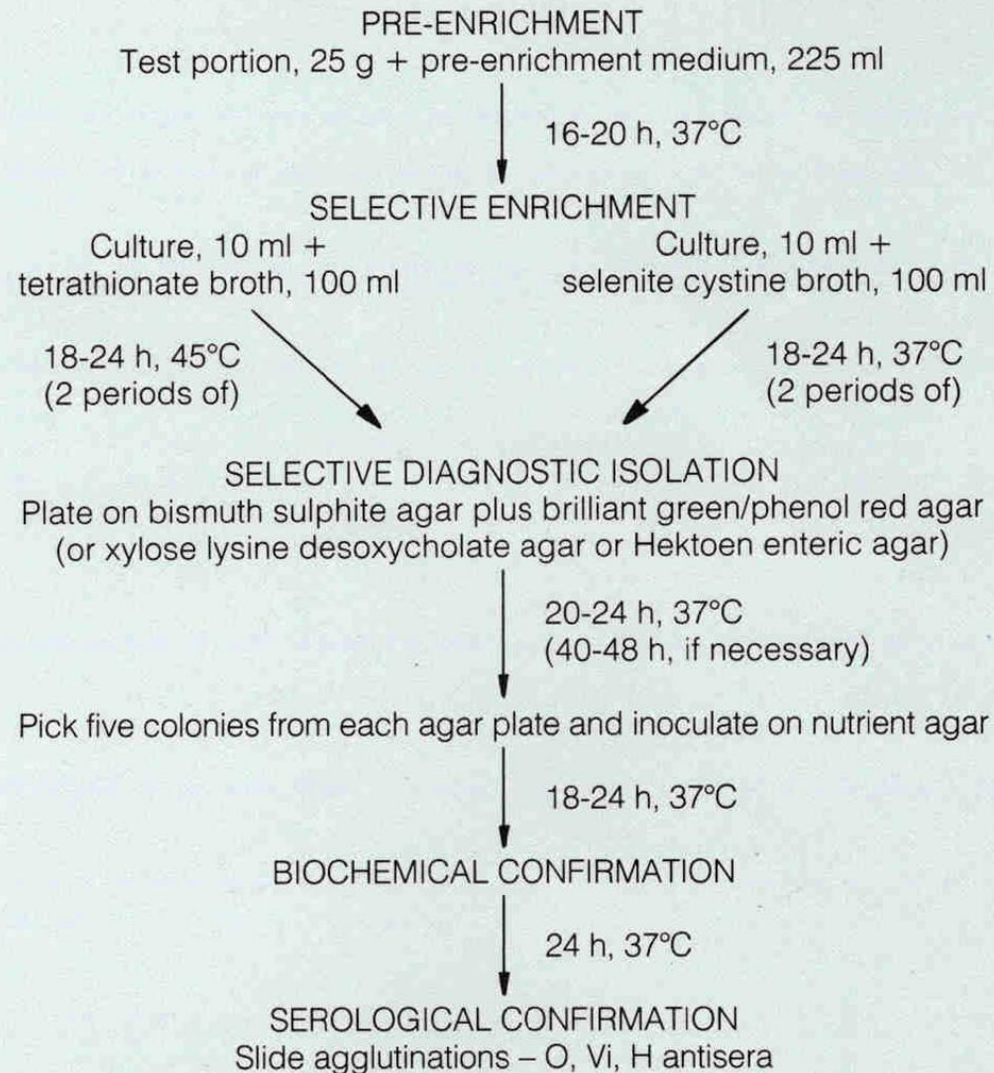 PRE-ENRICHMENT
Test portion, 25 g + pre-enrichment medium, 225 ml
16-20 h, 37°C
SELECTIVE ENRICHMENT
Culture, 10 ml +
tetrathionate broth, 100 ml
Culture, 10 ml +
selenite cystine broth, 100 ml
18-24 h, 45°C
(2 periods of)
18-24 h, 37°C
(2 periods of)
SELECTIVE DIAGNOSTIC ISOLATION
Plate on bismuth sulphite agar plus brilliant green/phenol red agar
(or xylose lysine desoxycholate agar or Hektoen enteric agar)
20-24 h, 37°C
(40-48 h, if necessary)
Pick five colonies from each agar plate and inoculate on nutrient agar
18-24 h, 37°C
BIOCHEMICAL CONFIRMATION
24 h, 37°C
SEROLOGICAL CONFIRMATION
Slide agglutinations – O, Vi, H antisera